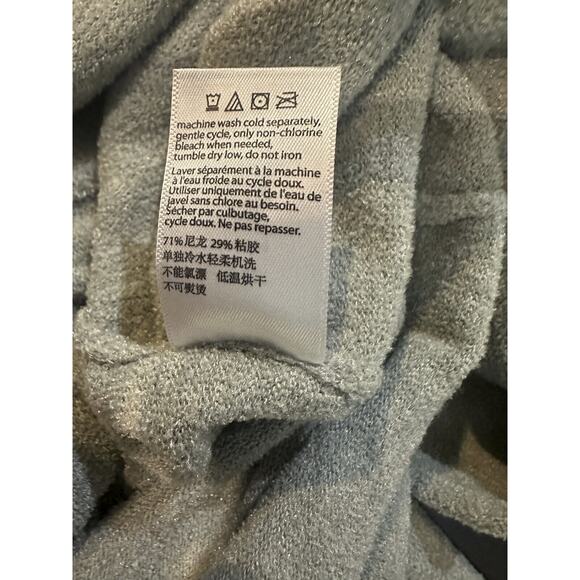 machine wash cold separately,
gentle cycle, only non-chlorine
bleach when needed,
tumble dry low, do not iron
Laver séparément à la machine
à l'eau froide au cycle doux.
Utiliser uniquement de l'eau de
javel sans chlore au besoin.
Sécher par culbutage,
cycle doux. Ne pas repasser.
71%尼龙 29%粘胶
单独冷水轻柔机洗
不能氯漂 低温烘干
不可熨烫